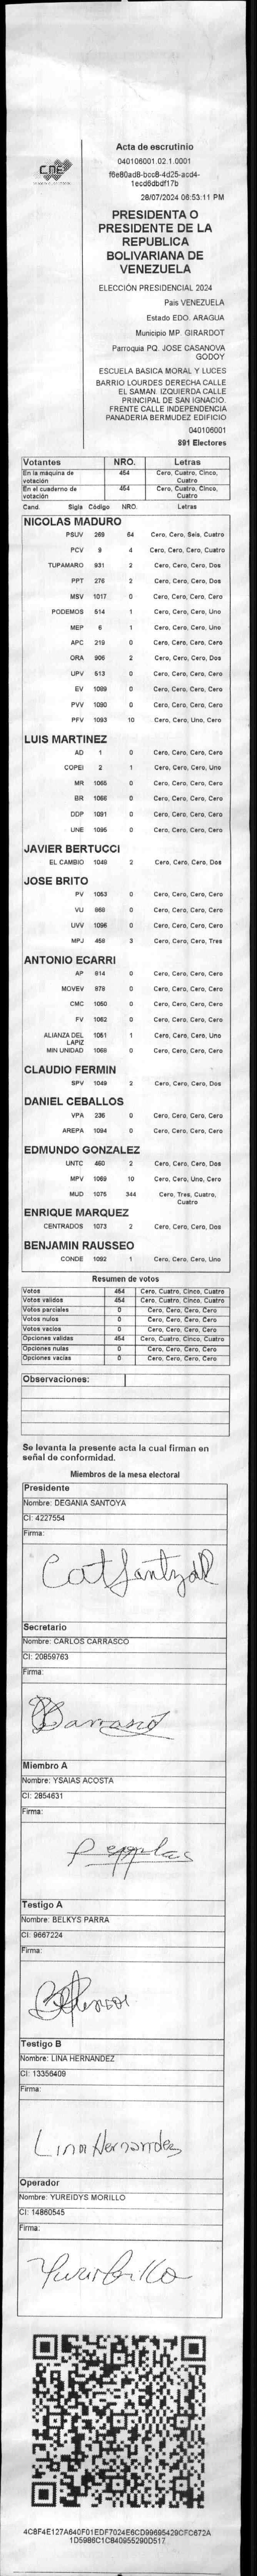 CNE
Acta de escrutinio
040106001.02.1.0001
f6e80ad8-bcc8-4d25-acd4-
1ecd6dbdf17b
28/07/2024 06:53:11 PM
PRESIDENTA O
PRESIDENTE DE LA
REPUBLICA
BOLIVARIANA DE
VENEZUELA
ELECCIÓN PRESIDENCIAL 2024
Pais VENEZUELA
Estado EDO. ARAGUA
Municipio MP. GIRARDOT
Parroquia PQ. JOSE CASANOVA
GODOY
ESCUELA BASICA MORAL Y LUCES
BARRIO LOURDES DERECHA CALLE
EL SAMAN. IZQUIERDA CALLE
PRINCIPAL DE SAN IGNACIO.
FRENTE CALLE INDEPENDENCIA
PANADERIA BERMUDEZ EDIFICIO
040106001
891 Electores
Votantes NRO. Letras
En la máquina de votación 454 Cero, Cuatro, Cinco, Cuatro
En el cuaderno de votación 454 Cero, Cuatro, Cinco, Cuatro
Cand. Sigla Código NRO. Letras
NICOLAS MADURO
PSUV 269 64 Cero, Cero, Seis, Cuatro
PCV 9 4 Cero, Cero, Cero, Cuatro
TUPAMARO 931 2 Cero, Cero, Cero, Dos
PPT 276 2 Cero, Cero, Cero, Dos
MSV 1017 0 Cero, Cero, Cero, Cero
PODEMOS 514 1 Cero, Cero, Cero, Uno
MEP 6 1 Cero, Cero, Cero, Uno
APC 219 0 Cero, Cero, Cero, Cero
ORA 906 2 Cero, Cero, Cero, Dos
UPV 513 0 Cero, Cero, Cero, Cero
EV 1089 0 Cero, Cero, Cero, Cero
PVV 1090 0 Cero, Cero, Cero, Cero
PFV 1093 10 Cero, Cero, Uno, Cero
LUIS MARTINEZ
AD 1 0 Cero, Cero, Cero, Cero
COPEI 2 1 Cero, Cero, Cero, Uno
MR 1065 0 Cero, Cero, Cero, Cero
BR 1066 0 Cero, Cero, Cero, Cero
DDP 1091 0 Cero, Cero, Cero, Cero
UNE 1095 0 Cero, Cero, Cero, Cero
JAVIER BERTUCCI
EL CAMBIO 1048 2 Cero, Cero, Cero, Dos
JOSE BRITO
PV 1053 0 Cero, Cero, Cero, Cero
VU 0 Cero, Cero, Cero, Cero
UVV 1096 0 Cero, Cero, Cero, Cero
MPJ 458 3 Cero, Cero, Cero, Tres
ANTONIO ECARRI
AP 914 0 Cero, Cero, Cero, Cero
MOVEV 978 0 Cero, Cero, Cero, Cero
CMC 1050 0 Cero, Cero, Cero, Cero
FV 1052 0 Cero, Cero, Cero, Cero
ALIANZA DEL LAPIZ 1051 1 Cero, Cero, Cero, Uno
MIN UNIDAD 1068 0 Cero, Cero, Cero, Cero
CLAUDIO FERMIN
SPV 1049 2 Cero, Cero, Cero, Dos
DANIEL CEBALLOS
VPA 236 0 Cero, Cero, Cero, Cero
AREPA 1094 0 Cero, Cero, Cero, Cero
EDMUNDO GONZALEZ
UNTC 460 2 Cero, Cero, Cero, Dos
MPV 1069 10 Cero, Cero, Uno, Cero
MUD 1075 344 Cero, Tres, Cuatro, Cuatro
ENRIQUE MARQUEZ
CENTRADOS 1073 2 Cero, Cero, Cero, Dos
BENJAMIN RAUSSEO
CONDE 1092 1 Cero, Cero, Cero, Uno
Resumen de votos
Votos 454 Cero, Cuatro, Cinco, Cuatro
Votos validos 454 Cero, Cuatro, Cinco, Cuatro
Votos parciales 0 Cero, Cero, Cero, Cero
Votos nulos 0 Cero, Cero, Cero, Cero
Votos vacios 0 Cero, Cero, Cero, Cero
Opciones validas 454 Cero, Cuatro, Cinco, Cuatro
Opciones nulas 0 Cero, Cero, Cero, Cero
Opciones vacias 0 Cero, Cero, Cero, Cero
Observaciones:
Se levanta la presente acta la cual firman en
señal de conformidad.
Miembros de la mesa electoral
Presidente
Nombre: DEGANIA SANTOYA
CI: 4227554
Firma:
Secretario
Nombre: CARLOS CARRASCO
CI: 20859763
Firma:
Miembro A
Nombre: YSAIAS ACOSTA
CI: 2854631
Firma:
Testigo A
Nombre: BELKYS PARRA
CI: 9667224
Firma:
Testigo B
Nombre: LINA HERNANDEZ
CI: 13356409
Firma:
Lina Hernandez
Operador
Nombre: YUREIDYS MORILLO
CI: 14860545
Firma:
4C8F4E127A640F01EDF7024E6CD99695429CFC672A
1D5986C1C840955290D517